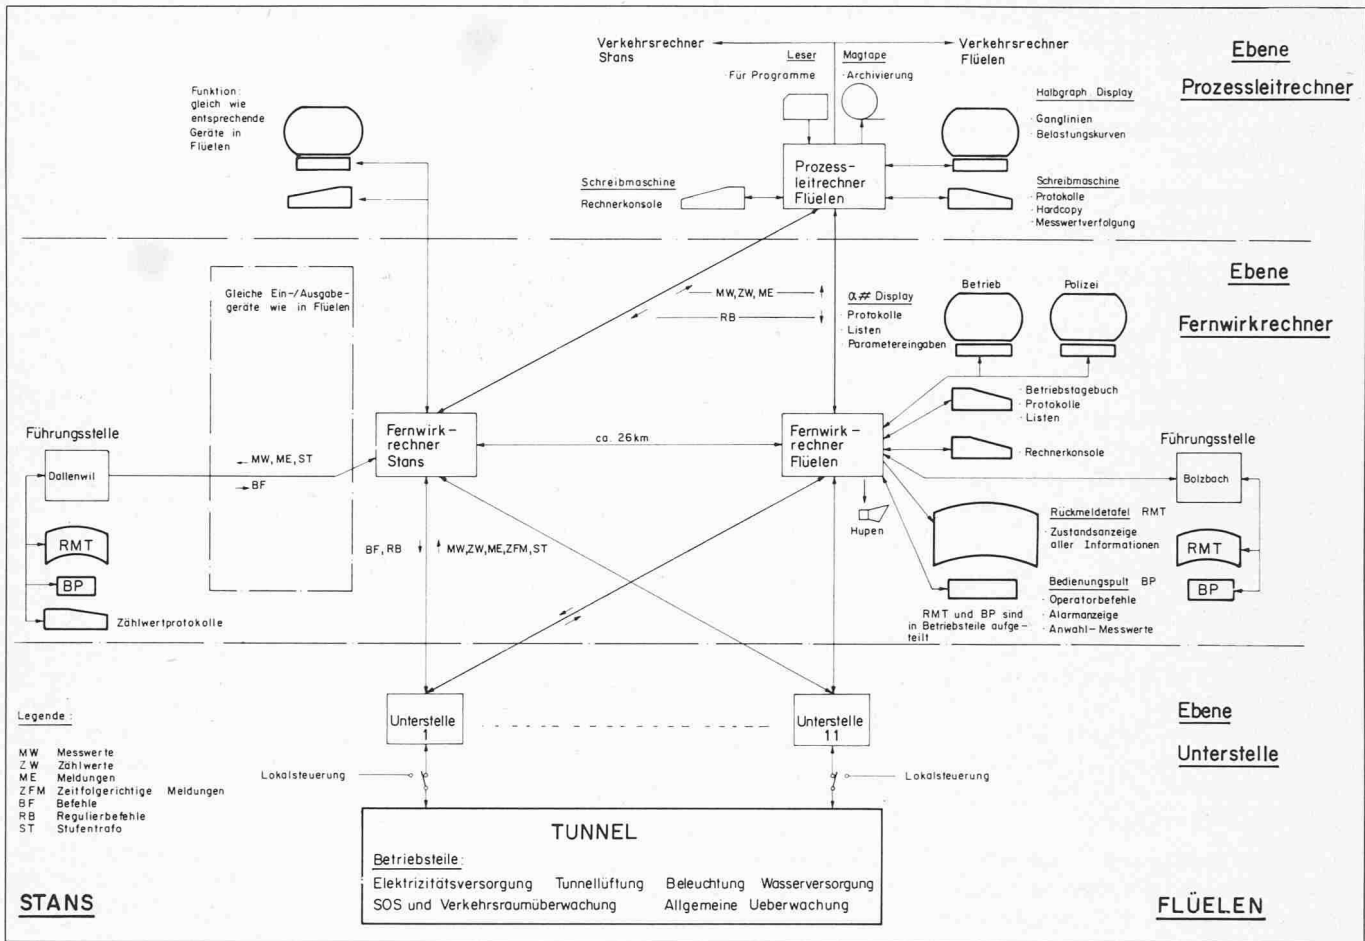 Verkehrsrechner
Stans
Verkehrsrechner
Flüelen
Leser
· Für Programme
Magtape
· Archivierung
Ebene
Prozessleitrechner
Funktion:
gleich wie
entsprechende
Geräte in
Flüelen
Halbgraph Display
· Ganglinien
· Belastungskurven
Prozess-
leitrechner
Flüelen
Schreibmaschine
Rechnerkonsole
Schreibmaschine
· Protokolle
· Hardcopy
· Messwertverfolgung
Gleiche Ein-/Ausgabe-
geräte wie in Flüelen
MW, ZW, ME
RB
α# Display
· Protokolle
· Listen
· Parametereingaben
Betrieb
Polizei
Ebene
Fernwirkrechner
· Betriebstagebuch
· Protokolle
· Listen
Rechnerkonsole
Führungsstelle
Dallenwil
MW, ME, ST
BF
Fernwirk-
rechner
Stans
ca. 26km
Fernwirk-
rechner
Flüelen
Hupen
Führungsstelle
Bolzbach
RMT
BP
Zählwertprotokolle
BF, RB
MW,ZW,ME,ZFM,ST
Rückmeldetafel RMT
· Zustandsanzeige
aller Informationen
Bedienungspult BP
· Operatorbefehle
· Alarmanzeige
· Anwahl-Messwerte
RMT und BP sind
in Betriebsteile aufge-
teilt
RMT
BP
Legende:
MW Messwerte
ZW Zählwerte
ME Meldungen
ZFM Zeitfolgerichtige Meldungen
BF Befehle
RB Regulierbefehle
ST Stufentrafo
Unterstelle
1
Unterstelle
11
Ebene
Unterstelle
Lokalsteuerung
Lokalsteuerung
TUNNEL
Betriebsteile:
Elektrizitätsversorgung Tunnellüftung Beleuchtung Wasserversorgung
SOS und Verkehrsraumüberwachung Allgemeine Ueberwachung
STANS
FLÜELEN